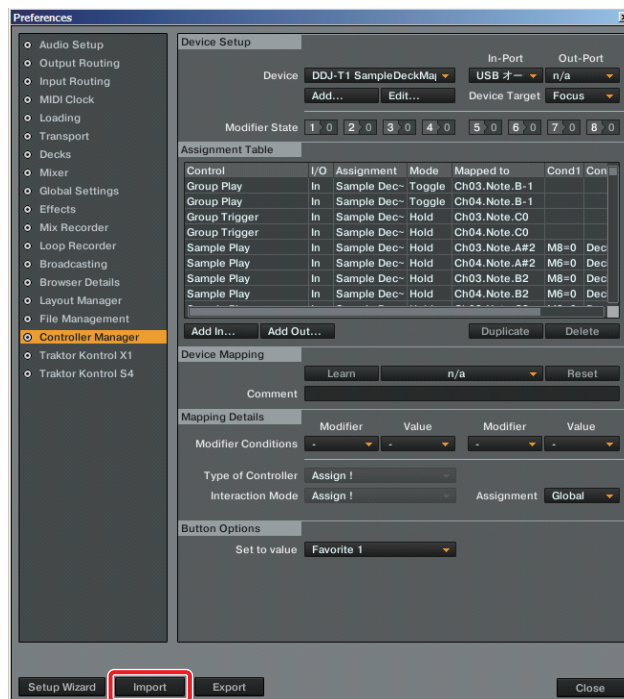 Preferences
Audio Setup
Output Routing
Input Routing
MIDI Clock
Loading
Transport
Decks
Mixer
Global Settings
Effects
Mix Recorder
Loop Recorder
Broadcasting
Browser Details
Layout Manager
File Management
Controller Manager
Traktor Kontrol X1
Traktor Kontrol S4
Device Setup
In-Port Out-Port
Device DDJ-T1 SampleDeckMap USB オー n/a
Add... Edit... Device Target Focus
Modifier State 1 0 2 0 3 0 4 0 5 0 6 0 7 0 8 0
Assignment Table
Control I/O Assignment Mode Mapped to Cond1 Con
Group Play In Sample Dec~ Toggle Ch03.Note.B-1
Group Play In Sample Dec~ Toggle Ch04.Note.B-1
Group Trigger In Sample Dec~ Hold Ch03.Note.C0
Group Trigger In Sample Dec~ Hold Ch04.Note.C0
Sample Play In Sample Dec~ Hold Ch03.Note.A#2 M8=0 Dec
Sample Play In Sample Dec~ Hold Ch04.Note.A#2 M6=0 Dec
Sample Play In Sample Dec~ Hold Ch03.Note.B2 M8=0 Dec
Sample Play In Sample Dec~ Hold Ch04.Note.B2 M6=0 Dec
Add In... Add Out... Duplicate Delete
Device Mapping
Learn n/a Reset
Comment
Mapping Details
Modifier Value Modifier Value
Modifier Conditions - - - -
Type of Controller Assign !
Interaction Mode Assign ! Assignment Global
Button Options
Set to value Favorite 1
Setup Wizard Import Export Close